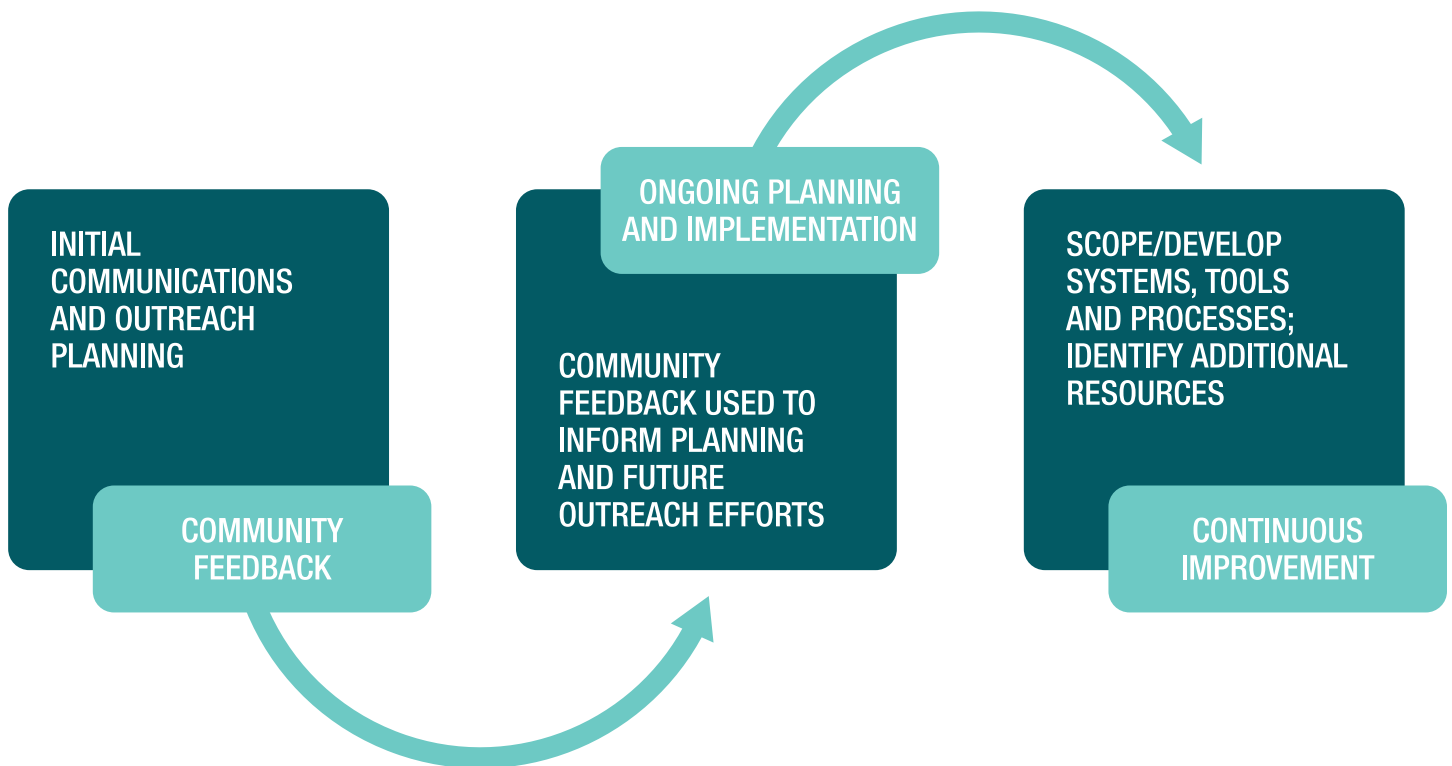 INITIAL
COMMUNICATIONS
AND OUTREACH
PLANNING
COMMUNITY
FEEDBACK
ONGOING PLANNING
AND IMPLEMENTATION
COMMUNITY
FEEDBACK USED TO
INFORM PLANNING
AND FUTURE
OUTREACH EFFORTS
SCOPE/DEVELOP
SYSTEMS, TOOLS
AND PROCESSES;
IDENTIFY ADDITIONAL
RESOURCES
CONTINUOUS
IMPROVEMENT